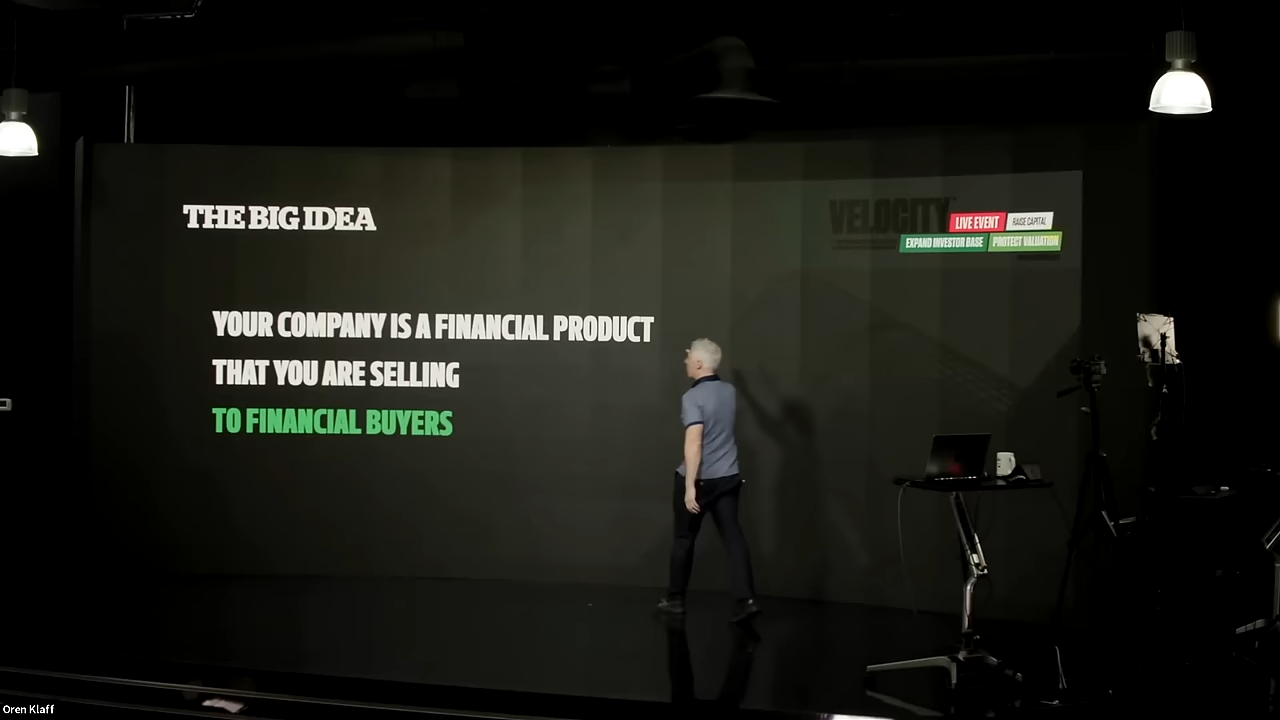 THE BIG IDEA
VELOCITY
LIVE EVENT
RAISE CAPITAL
EXPAND INVESTOR BASE
PROTECT VALUATION
YOUR COMPANY IS A FINANCIAL PRODUCT
THAT YOU ARE SELLING
TO FINANCIAL BUYERS
Oren Klaff